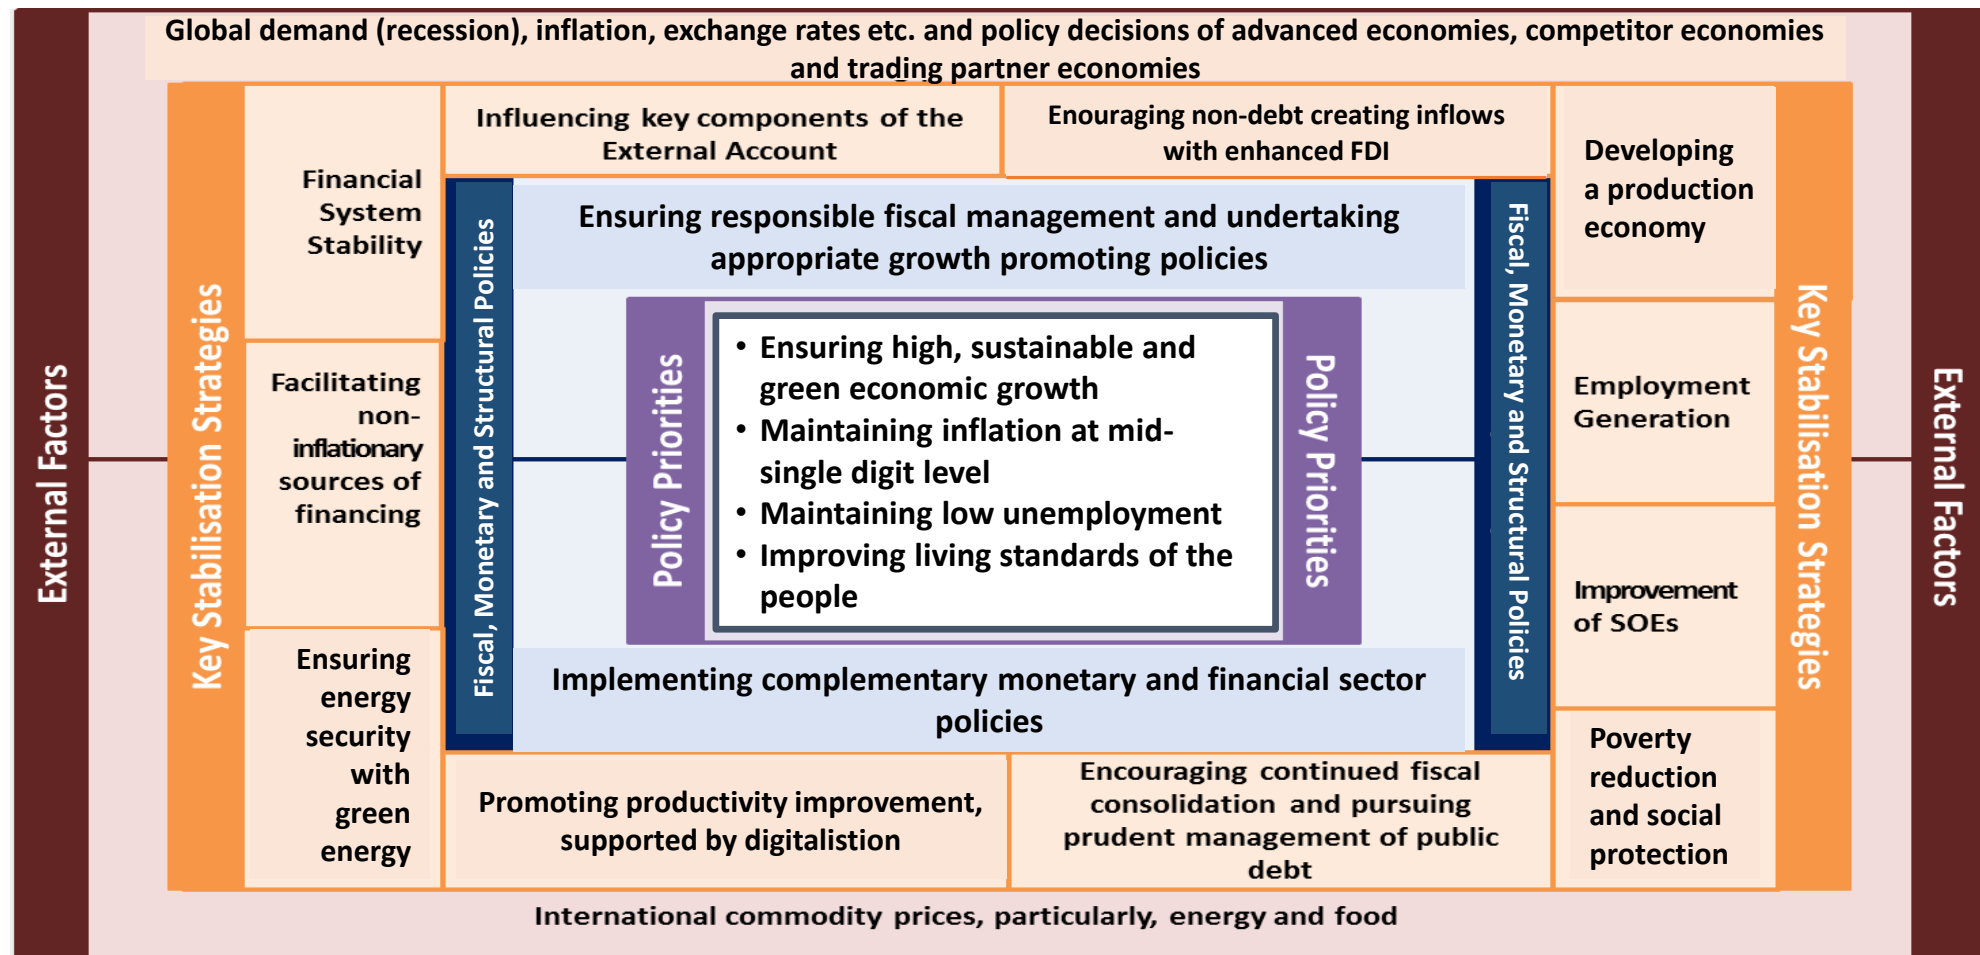 Global demand (recession), inflation, exchange rates etc. and policy decisions of advanced economies, competitor economies
and trading partner economies
External Factors
Key Stabilisation Strategies
Financial
System
Stability
Facilitating
non-
inflationary
sources of
financing
Ensuring
energy
security
with
green
energy
Influencing key components of the
External Account
Enouraging non-debt creating inflows
with enhanced FDI
Fiscal, Monetary and Structural Policies
Ensuring responsible fiscal management and undertaking
appropriate growth promoting policies
Policy Priorities
• Ensuring high, sustainable and
green economic growth
• Maintaining inflation at mid-
single digit level
• Maintaining low unemployment
• Improving living standards of the
people
Policy Priorities
Implementing complementary monetary and financial sector
policies
Fiscal, Monetary and Structural Policies
Promoting productivity improvement,
supported by digitalistion
Encouraging continued fiscal
consolidation and pursuing
prudent management of public
debt
Developing
a production
economy
Employment
Generation
Improvement
of SOEs
Poverty
reduction
and social
protection
Key Stabilisation Strategies
External Factors
International commodity prices, particularly, energy and food